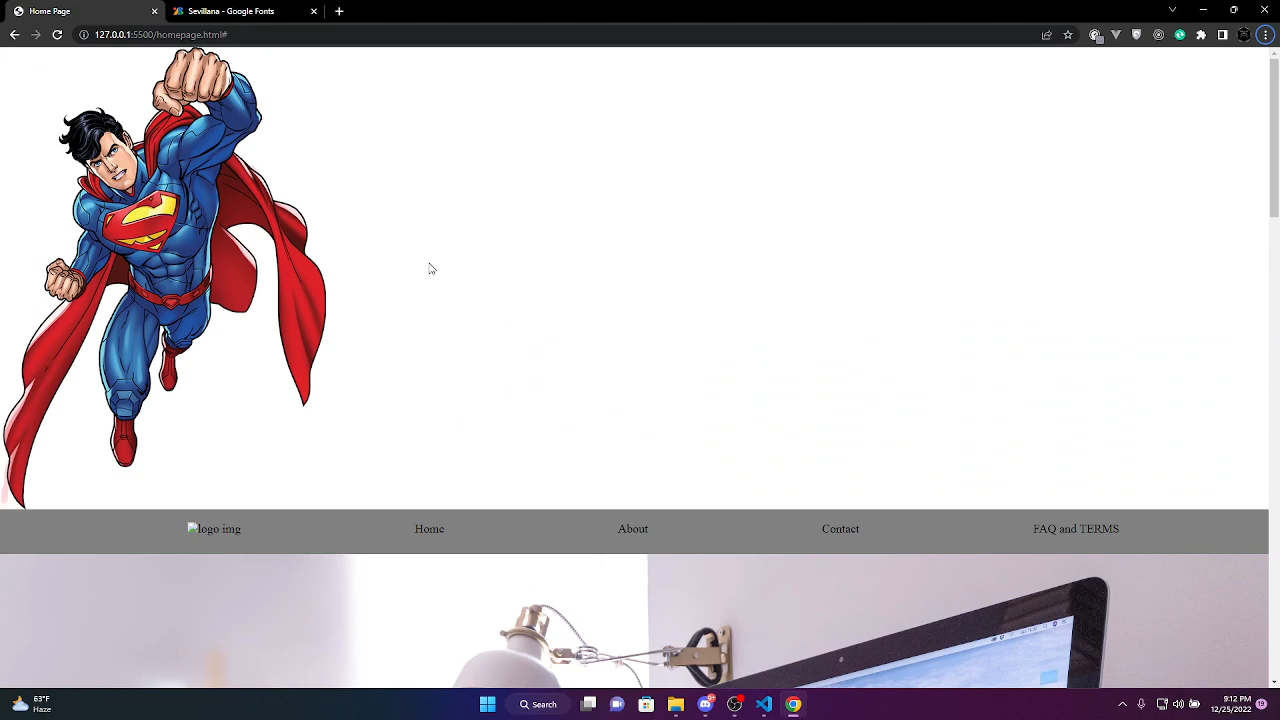 Home Page
Sevillana - Google Fonts
127.0.0.1:5500/homepage.html#
logo img
Home
About
Contact
FAQ and TERMS
63°F
Haze
Search
9:12 PM
12/25/2022